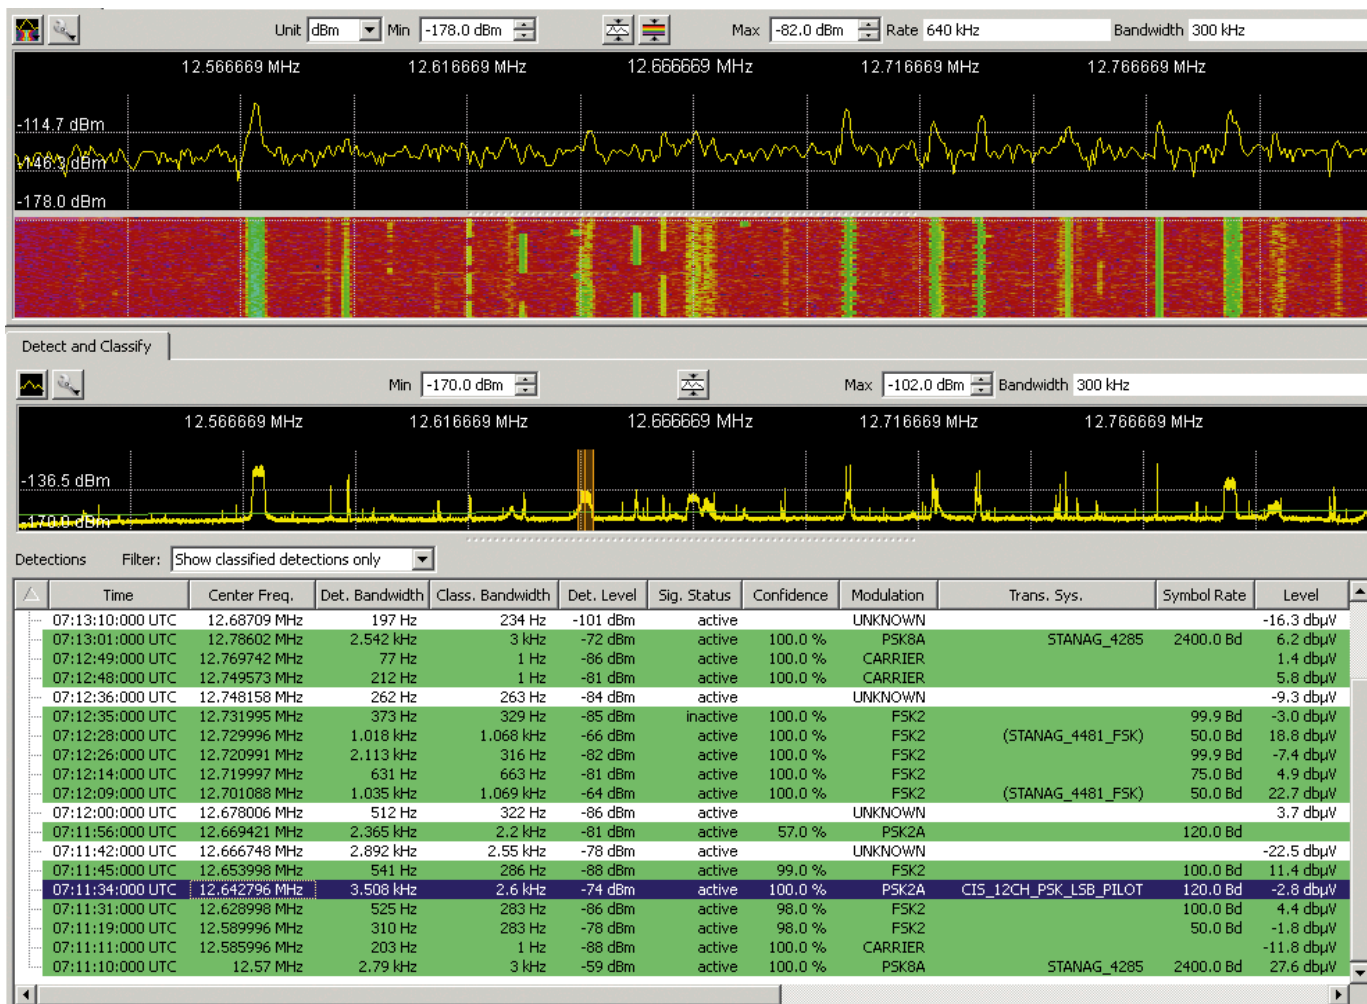 Unit dBm Min -178.0 dBm Max -82.0 dBm Rate 640 kHz Bandwidth 300 kHz
12.566669 MHz 12.616669 MHz 12.666669 MHz 12.716669 MHz 12.766669 MHz
-114.7 dBm
-146.3 dBm
-178.0 dBm
Detect and Classify
Min -170.0 dBm Max -102.0 dBm Bandwidth 300 kHz
12.566669 MHz 12.616669 MHz 12.666669 MHz 12.716669 MHz 12.766669 MHz
-136.5 dBm
-170.0 dBm
Detections Filter: Show classified detections only
Time Center Freq. Det. Bandwidth Class. Bandwidth Det. Level Sig. Status Confidence Modulation Trans. Sys. Symbol Rate Level
07:13:10:000 UTC 12.68709 MHz 197 Hz 234 Hz -101 dBm active UNKNOWN -16.3 dbµV
07:13:01:000 UTC 12.78602 MHz 2.542 kHz 3 kHz -72 dBm active 100.0 % PSK8A STANAG_4285 2400.0 Bd 6.2 dbµV
07:12:49:000 UTC 12.769742 MHz 77 Hz 1 Hz -86 dBm active 100.0 % CARRIER 1.4 dbµV
07:12:48:000 UTC 12.749573 MHz 212 Hz 1 Hz -81 dBm active 100.0 % CARRIER 5.8 dbµV
07:12:36:000 UTC 12.748158 MHz 262 Hz 263 Hz -84 dBm active UNKNOWN -9.3 dbµV
07:12:35:000 UTC 12.731995 MHz 373 Hz 329 Hz -85 dBm inactive 100.0 % FSK2 99.9 Bd -3.0 dbµV
07:12:28:000 UTC 12.729996 MHz 1.018 kHz 1.068 kHz -66 dBm active 100.0 % FSK2 (STANAG_4481_FSK) 50.0 Bd 18.8 dbµV
07:12:26:000 UTC 12.720991 MHz 2.113 kHz 316 Hz -82 dBm active 100.0 % FSK2 99.9 Bd -7.4 dbµV
07:12:14:000 UTC 12.719997 MHz 631 Hz 663 Hz -81 dBm active 100.0 % FSK2 75.0 Bd 4.9 dbµV
07:12:09:000 UTC 12.701088 MHz 1.035 kHz 1.069 kHz -64 dBm active 100.0 % FSK2 (STANAG_4481_FSK) 50.0 Bd 22.7 dbµV
07:12:00:000 UTC 12.678006 MHz 512 Hz 322 Hz -86 dBm active UNKNOWN 3.7 dbµV
07:11:56:000 UTC 12.669421 MHz 2.365 kHz 2.2 kHz -81 dBm active 57.0 % PSK2A 120.0 Bd
07:11:42:000 UTC 12.666748 MHz 2.892 kHz 2.55 kHz -78 dBm active UNKNOWN -22.5 dbµV
07:11:45:000 UTC 12.653998 MHz 541 Hz 286 Hz -88 dBm active 99.0 % FSK2 100.0 Bd 11.4 dbµV
07:11:34:000 UTC 12.642796 MHz 3.508 kHz 2.6 kHz -74 dBm active 100.0 % PSK2A CIS_12CH_PSK_LSB_PILOT 120.0 Bd -2.8 dbµV
07:11:31:000 UTC 12.628998 MHz 525 Hz 283 Hz -86 dBm active 98.0 % FSK2 100.0 Bd 4.4 dbµV
07:11:19:000 UTC 12.589996 MHz 310 Hz 283 Hz -78 dBm active 98.0 % FSK2 50.0 Bd -1.8 dbµV
07:11:11:000 UTC 12.585996 MHz 203 Hz 1 Hz -88 dBm active 100.0 % CARRIER -11.8 dbµV
07:11:10:000 UTC 12.57 MHz 2.79 kHz 3 kHz -59 dBm active 100.0 % PSK8A STANAG_4285 2400.0 Bd 27.6 dbµV